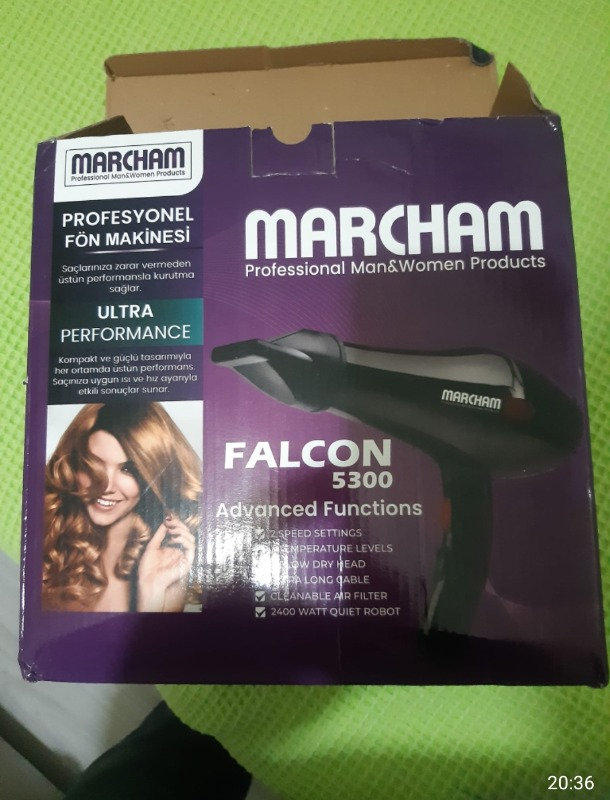 MARCHAM
Professional Man&Women Products
PROFESYONEL
FÖN MAKİNESİ
Saçlarınıza zarar vermeden
üstün performansla kurutma
sağlar.
ULTRA
PERFORMANCE
Kompakt ve güçlü tasarımıyla
her ortamda üstün performans.
Saçınıza uygun ısı ve hız ayarıyla
etkili sonuçlar sunar.
MARCHAM
Professional Man&Women Products
MARCHAM
FALCON
5300
Advanced Functions
2 SPEED SETTINGS
TEMPERATURE LEVELS
DRY HEAD
LONG CABLE
CLEANABLE AIR FILTER
2400 WATT QUIET ROBOT
20:36